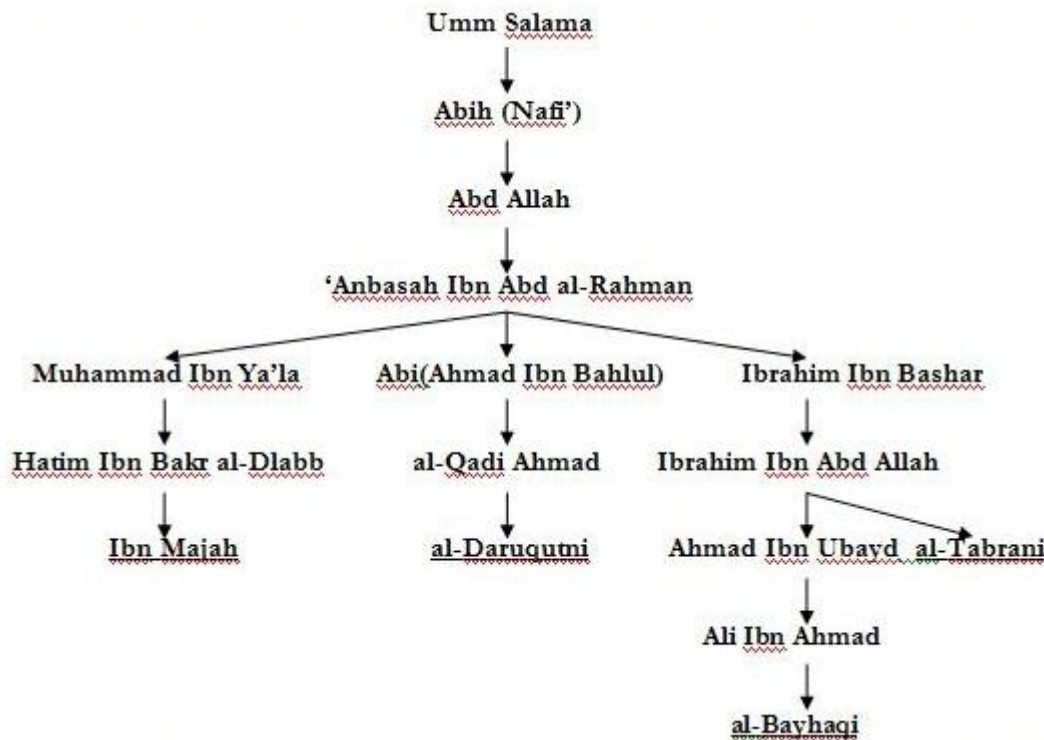 Umm Salama
Abih (Nafi')
Abd Allah
'Anbasah Ibn Abd al-Rahman
Muhammad Ibn Ya'la
Abi(Ahmad Ibn Bahlul)
Ibrahim Ibn Bashar
Hatim Ibn Bakr al-Dlabb
al-Qadi Ahmad
Ibrahim Ibn Abd Allah
Ibn Majah
al-Daruqutni
Ahmad Ibn Ubayd al-Tabrani
Ali Ibn Ahmad
al-Bayhaqi